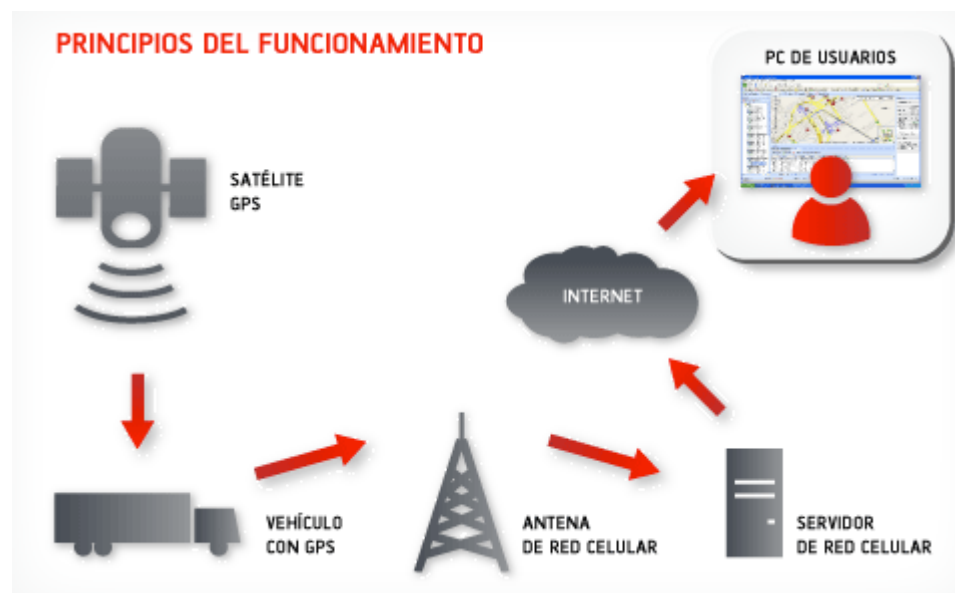 PRINCIPIOS DEL FUNCIONAMIENTO
PC DE USUARIOS
SATÉLITE
GPS
INTERNET
VEHÍCULO
CON GPS
ANTENA
DE RED CELULAR
SERVIDOR
DE RED CELULAR